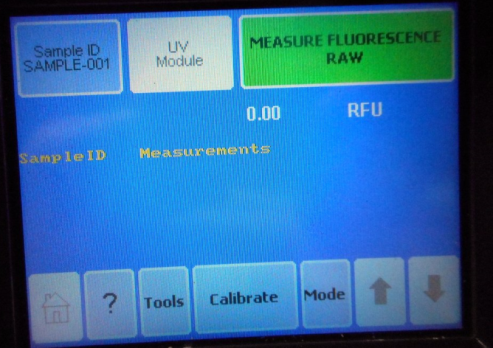 Sample ID
SAMPLE-001
UV
Module
MEASURE FLUORESCENCE
RAW
0.00 RFU
SampleID Measurements
? Tools Calibrate Mode